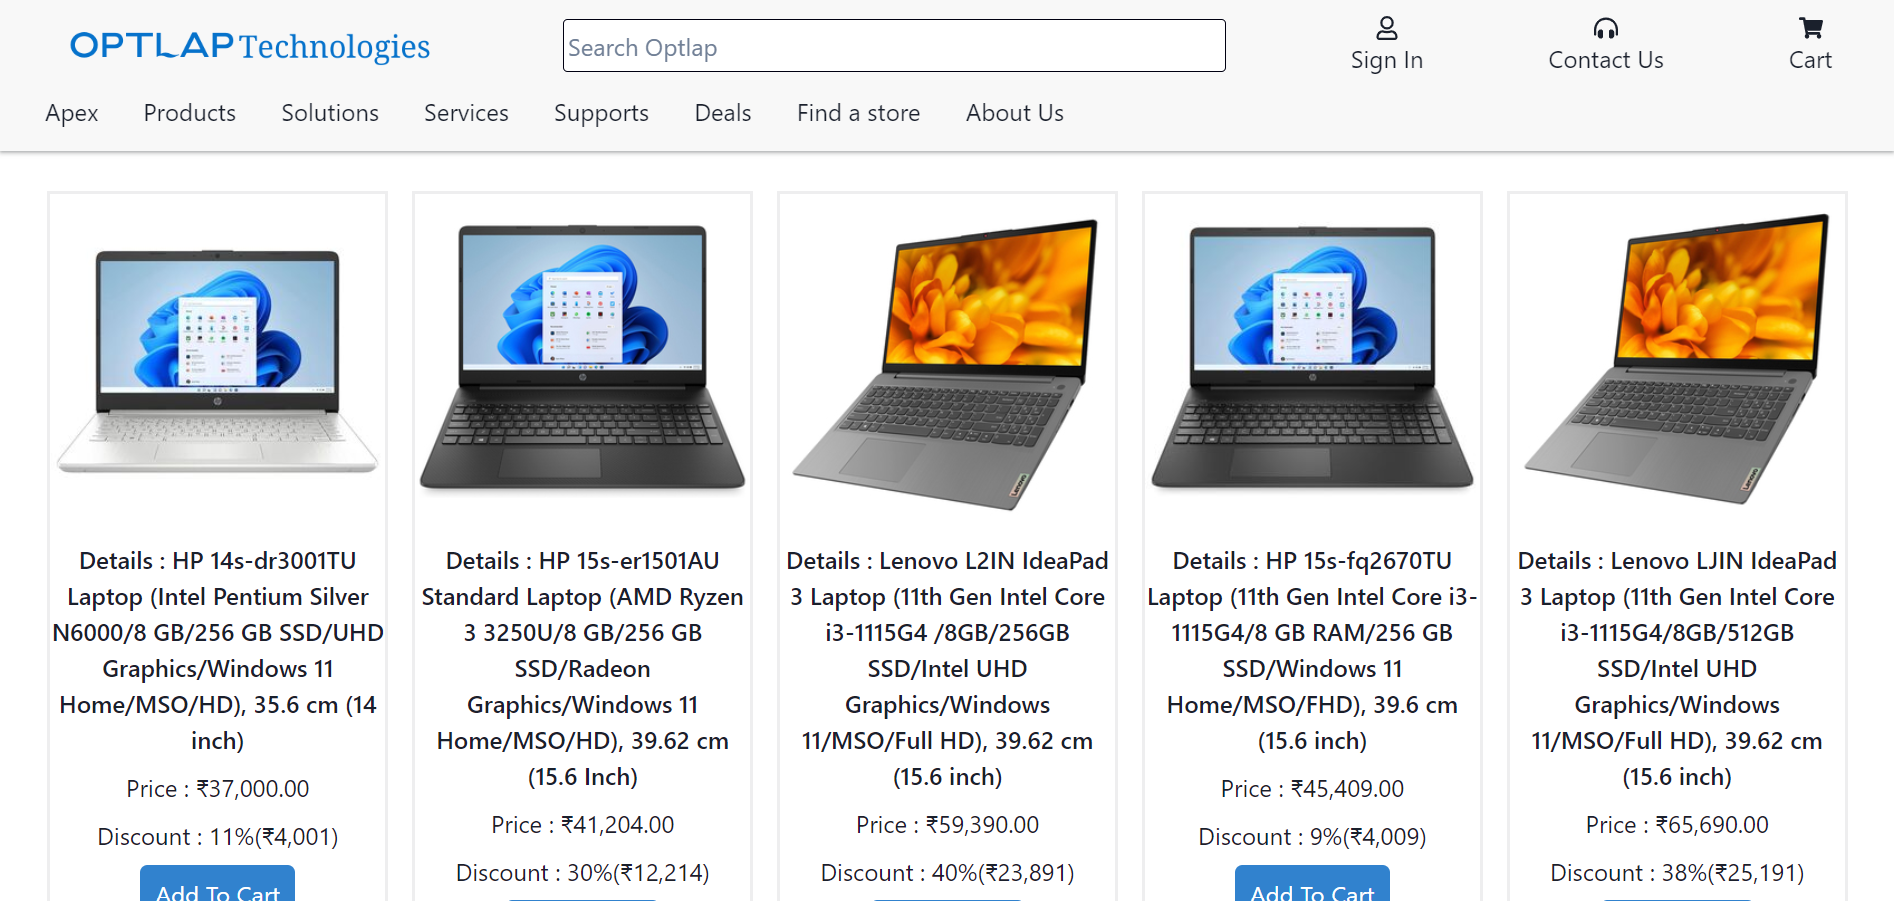 OPTLAP Technologies
Search Optlap
Sign In
Contact Us
Cart
Apex
Products
Solutions
Services
Supports
Deals
Find a store
About Us
Details : HP 14s-dr3001TU
Laptop (Intel Pentium Silver
N6000/8 GB/256 GB SSD/UHD
Graphics/Windows 11
Home/MSO/HD), 35.6 cm (14
inch)
Price : ₹37,000.00
Discount : 11%(₹4,001)
Add To Cart
Details : HP 15s-er1501AU
Standard Laptop (AMD Ryzen
3 3250U/8 GB/256 GB
SSD/Radeon
Graphics/Windows 11
Home/MSO/HD), 39.62 cm
(15.6 Inch)
Price : ₹41,204.00
Discount : 30%(₹12,214)
Lenovo
Details : Lenovo L2IN IdeaPad
3 Laptop (11th Gen Intel Core
i3-1115G4 /8GB/256GB
SSD/Intel UHD
Graphics/Windows
11/MSO/Full HD), 39.62 cm
(15.6 inch)
Price : ₹59,390.00
Discount : 40%(₹23,891)
Details : HP 15s-fq2670TU
Laptop (11th Gen Intel Core i3-
1115G4/8 GB RAM/256 GB
SSD/Windows 11
Home/MSO/FHD), 39.6 cm
(15.6 inch)
Price : ₹45,409.00
Discount : 9%(₹4,009)
Add To Cart
Lenovo
Details : Lenovo LJIN IdeaPad
3 Laptop (11th Gen Intel Core
i3-1115G4/8GB/512GB
SSD/Intel UHD
Graphics/Windows
11/MSO/Full HD), 39.62 cm
(15.6 inch)
Price : ₹65,690.00
Discount : 38%(₹25,191)